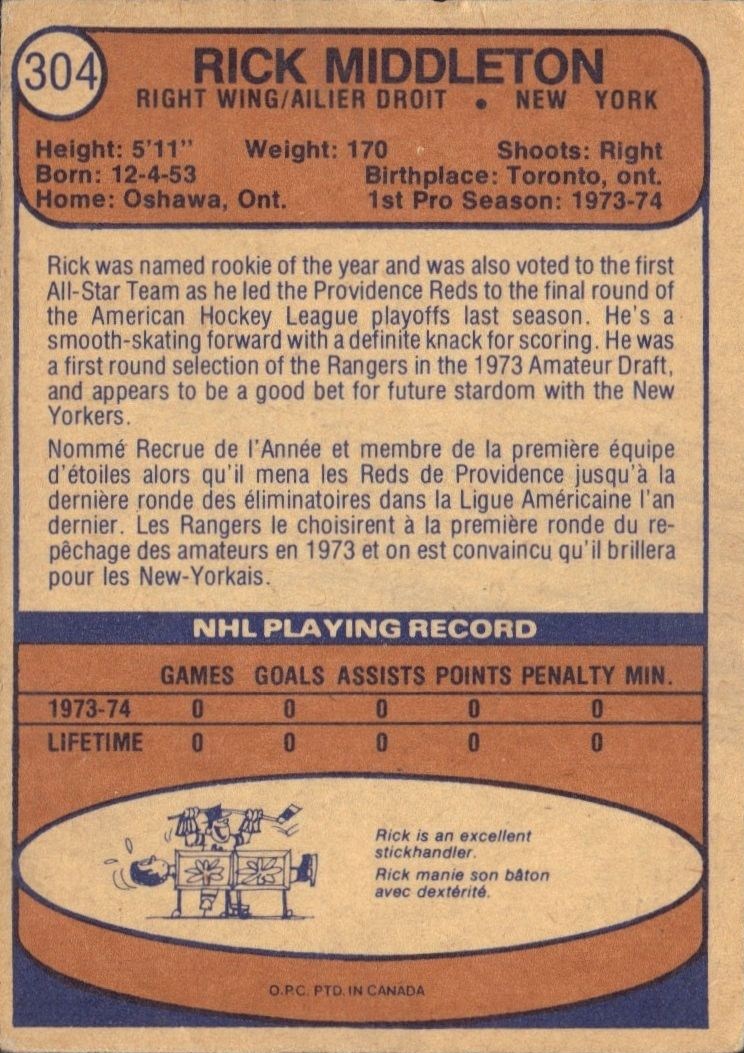 304
RICK MIDDLETON
RIGHT WING/AILIER DROIT • NEW YORK
Height: 5'11" Weight: 170 Shoots: Right
Born: 12-4-53 Birthplace: Toronto, ont.
Home: Oshawa, Ont. 1st Pro Season: 1973-74
Rick was named rookie of the year and was also voted to the first
All-Star Team as he led the Providence Reds to the final round of
the American Hockey League playoffs last season. He's a
smooth-skating forward with a definite knack for scoring. He was
a first round selection of the Rangers in the 1973 Amateur Draft,
and appears to be a good bet for future stardom with the New
Yorkers.
Nommé Recrue de l'Année et membre de la première équipe
d'étoiles alors qu'il mena les Reds de Providence jusqu'à la
dernière ronde des éliminatoires dans la Ligue Américaine l'an
dernier. Les Rangers le choisirent à la première ronde du re-
pêchage des amateurs en 1973 et on est convaincu qu'il brillera
pour les New-Yorkais.
NHL PLAYING RECORD
GAMES GOALS ASSISTS POINTS PENALTY MIN.
1973-74 0 0 0 0 0
LIFETIME 0 0 0 0 0
Rick is an excellent
stickhandler.
Rick manie son bâton
avec dextérité.
O.P.C. PTD. IN CANADA